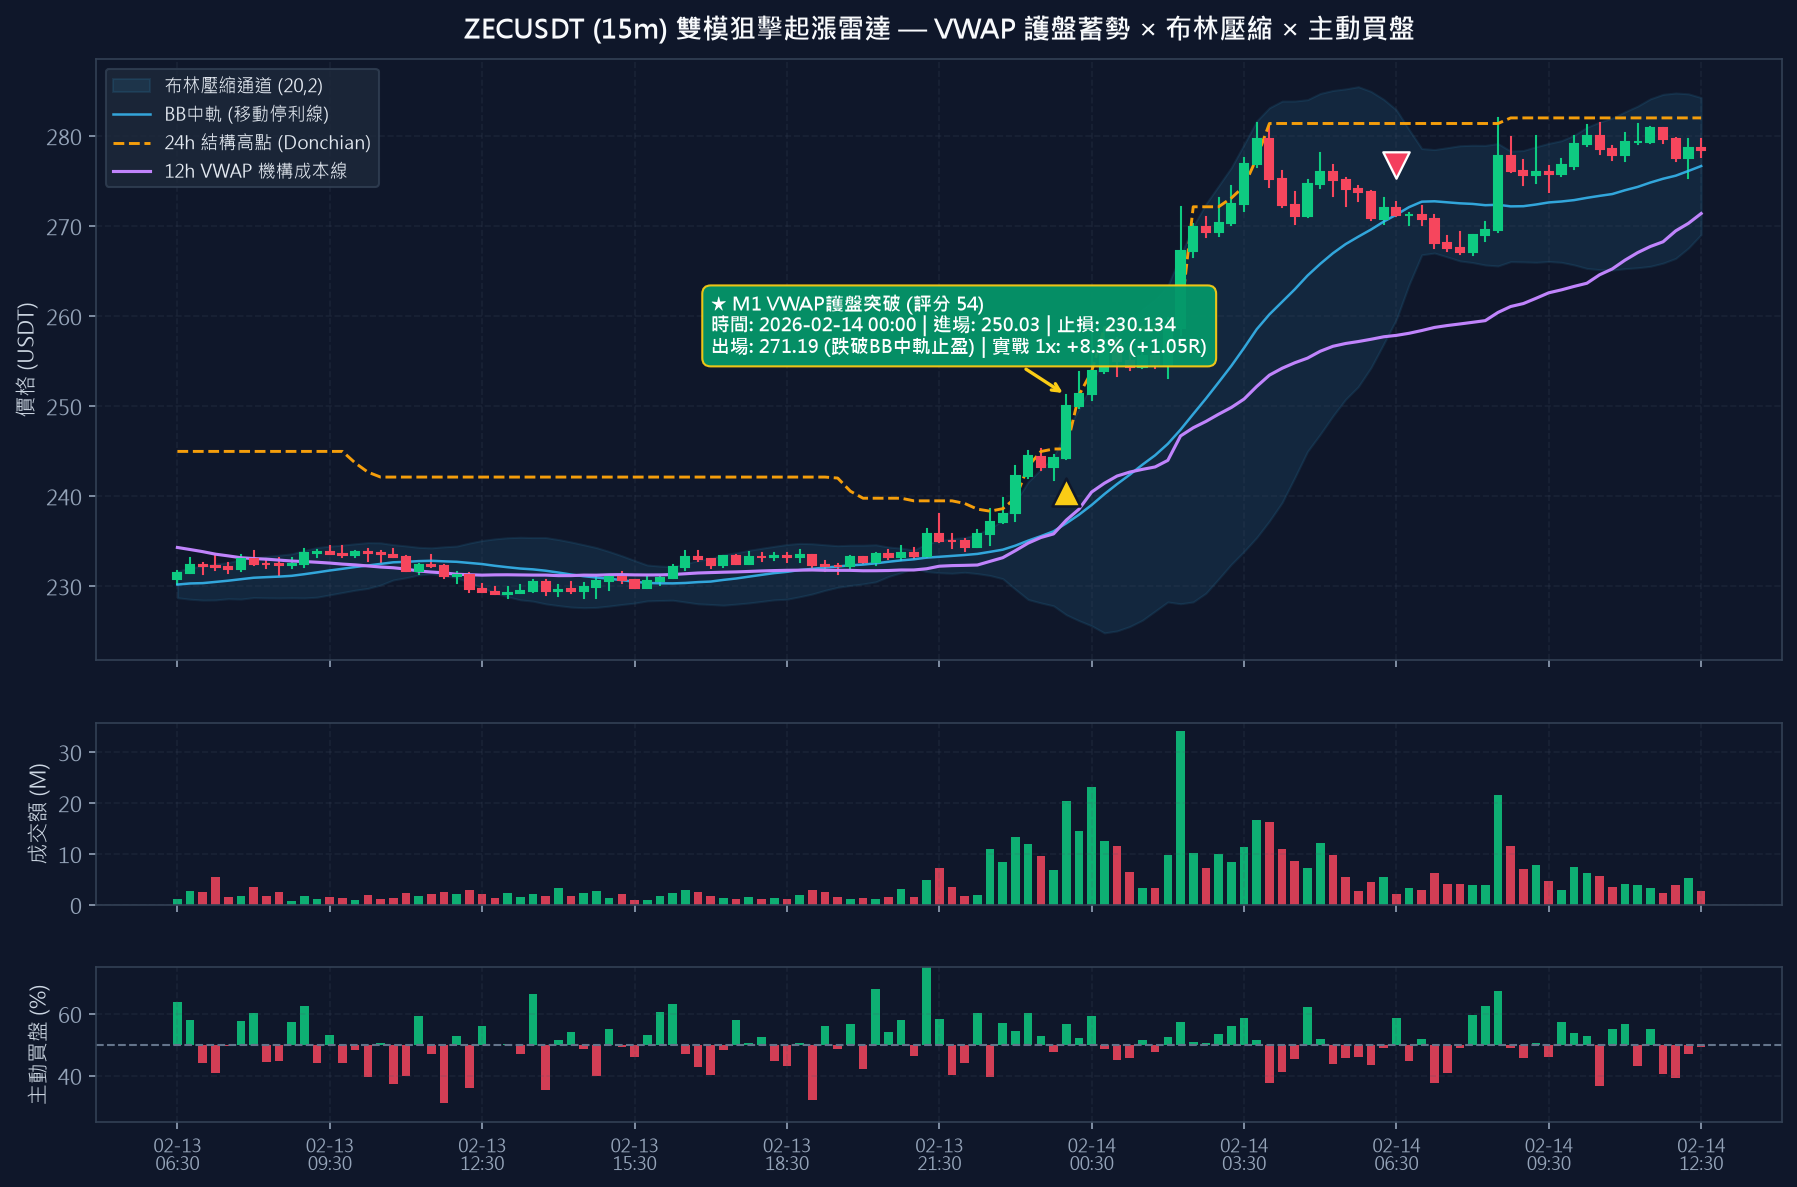 ZECUSDT (15m) 雙模狙擊起漲雷達 — VWAP 護盤蓄勢 × 布林壓縮 × 主動買盤
布林壓縮通道 (20,2)
BB中軌 (移動停利線)
24h 結構高點 (Donchian)
12h VWAP 機構成本線
價格 (USDT)
280
270
260
250
240
230
★ M1 VWAP護盤突破 (評分 54)
時間: 2026-02-14 00:00 | 進場: 250.03 | 止損: 230.134
出場: 271.19 (跌破BB中軌止盈) | 實戰 1x: +8.3% (+1.05R)
成交額 (M)
30
20
10
0
主動買盤 (%)
60
40
02-13 02-13 02-13 02-13 02-13 02-13 02-14 02-14 02-14 02-14 02-14
06:30 09:30 12:30 15:30 18:30 21:30 00:30 03:30 06:30 09:30 12:30